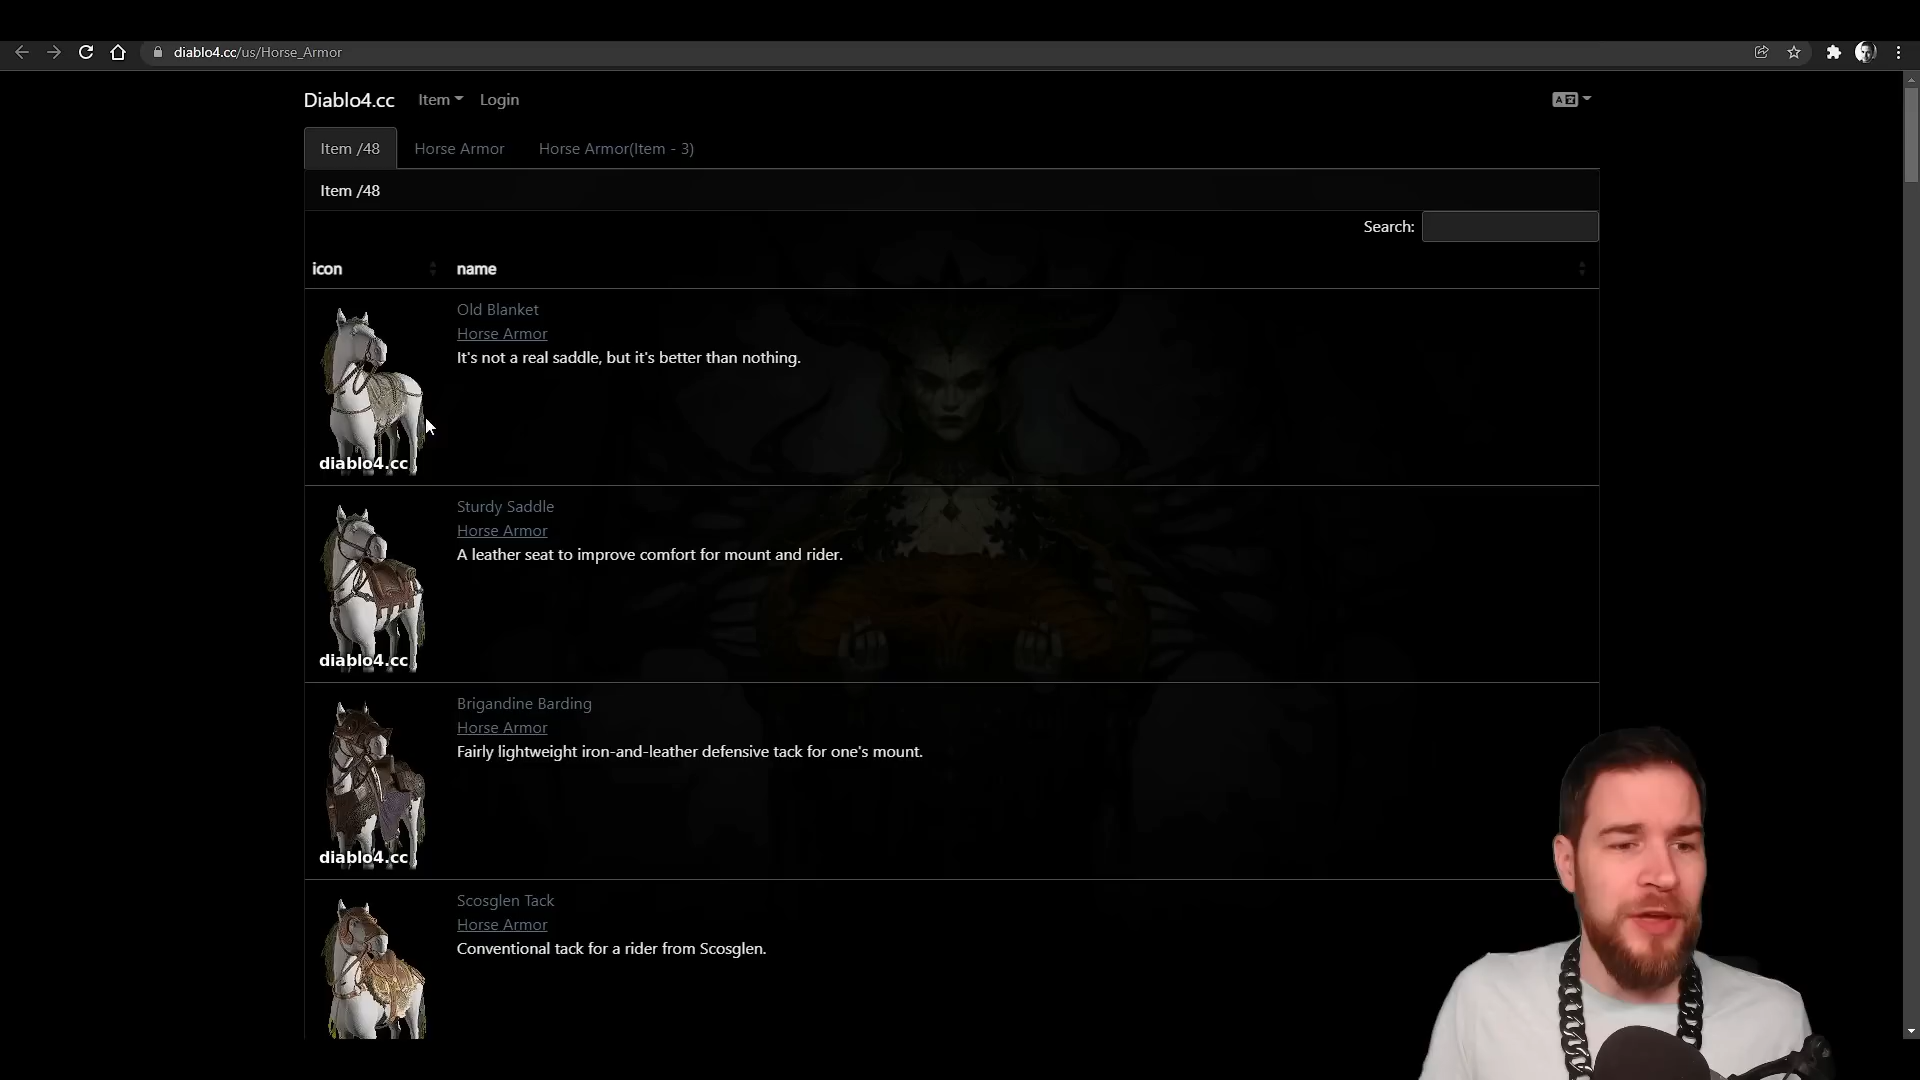 diablo4.cc/us/Horse_Armor
Diablo4.cc Item Login
Item /48 Horse Armor Horse Armor(Item - 3)
Item /48
Search:
icon name
Old Blanket
Horse Armor
It's not a real saddle, but it's better than nothing.
diablo4.cc
Sturdy Saddle
Horse Armor
A leather seat to improve comfort for mount and rider.
diablo4.cc
Brigandine Barding
Horse Armor
Fairly lightweight iron-and-leather defensive tack for one's mount.
diablo4.cc
Scosglen Tack
Horse Armor
Conventional tack for a rider from Scosglen.